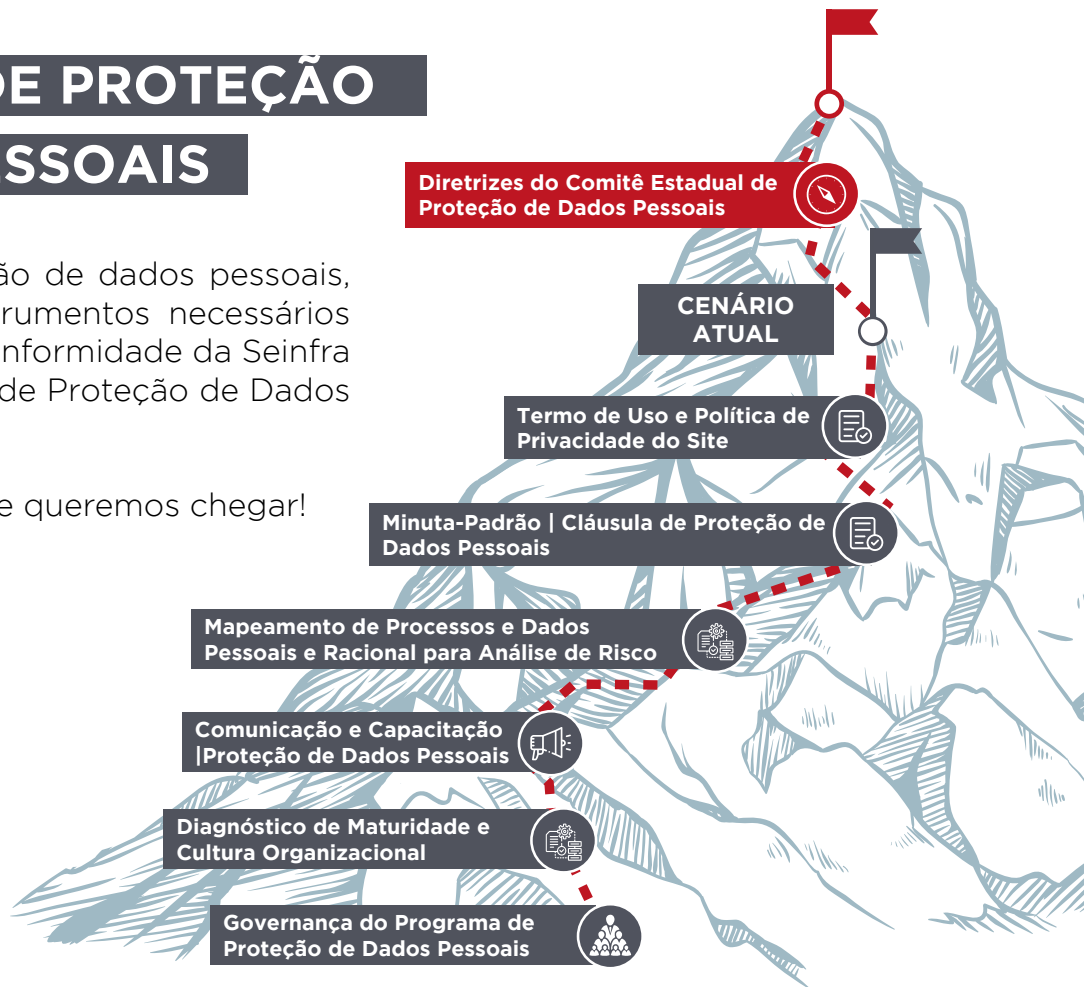 DE PROTEÇÃO
ESSOAIS
ão de dados pessoais,
trumentos necessários
nformidade da Seinfra
de Proteção de Dados
e queremos chegar!
Diretrizes do Comitê Estadual de
Proteção de Dados Pessoais
CENÁRIO
ATUAL
Termo de Uso e Política de
Privacidade do Site
Minuta-Padrão | Cláusula de Proteção de
Dados Pessoais
Mapeamento de Processos e Dados
Pessoais e Racional para Análise de Risco
Comunicação e Capacitação
|Proteção de Dados Pessoais
Diagnóstico de Maturidade e
Cultura Organizacional
Governança do Programa de
Proteção de Dados Pessoais